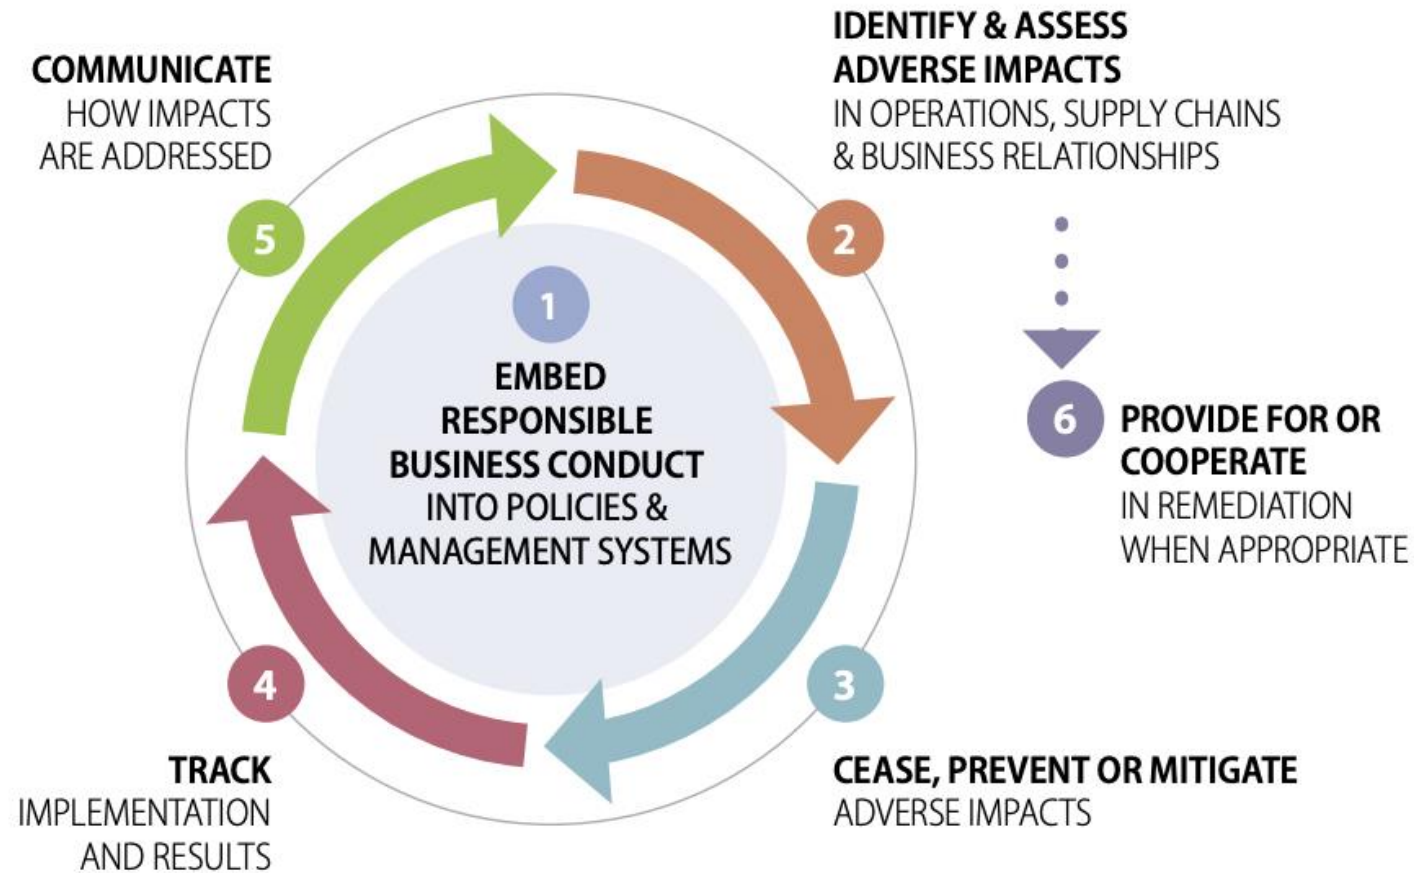 1
EMBED
RESPONSIBLE
BUSINESS CONDUCT
INTO POLICIES &
MANAGEMENT SYSTEMS
2
IDENTIFY & ASSESS
ADVERSE IMPACTS
IN OPERATIONS, SUPPLY CHAINS
& BUSINESS RELATIONSHIPS
3
CEASE, PREVENT OR MITIGATE
ADVERSE IMPACTS
4
TRACK
IMPLEMENTATION
AND RESULTS
5
COMMUNICATE
HOW IMPACTS
ARE ADDRESSED
6
PROVIDE FOR OR
COOPERATE
IN REMEDIATION
WHEN APPROPRIATE